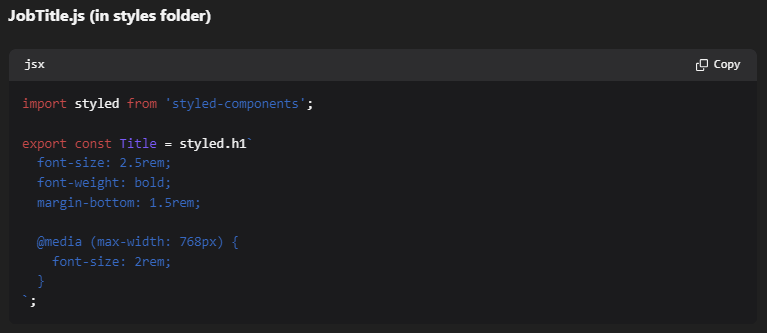 JobTitle.js (in styles folder)
jsx
Copy
import styled from 'styled-components';
export const Title = styled.h1`
  font-size: 2.5rem;
  font-weight: bold;
  margin-bottom: 1.5rem;
  @media (max-width: 768px) {
    font-size: 2rem;
  }
`;